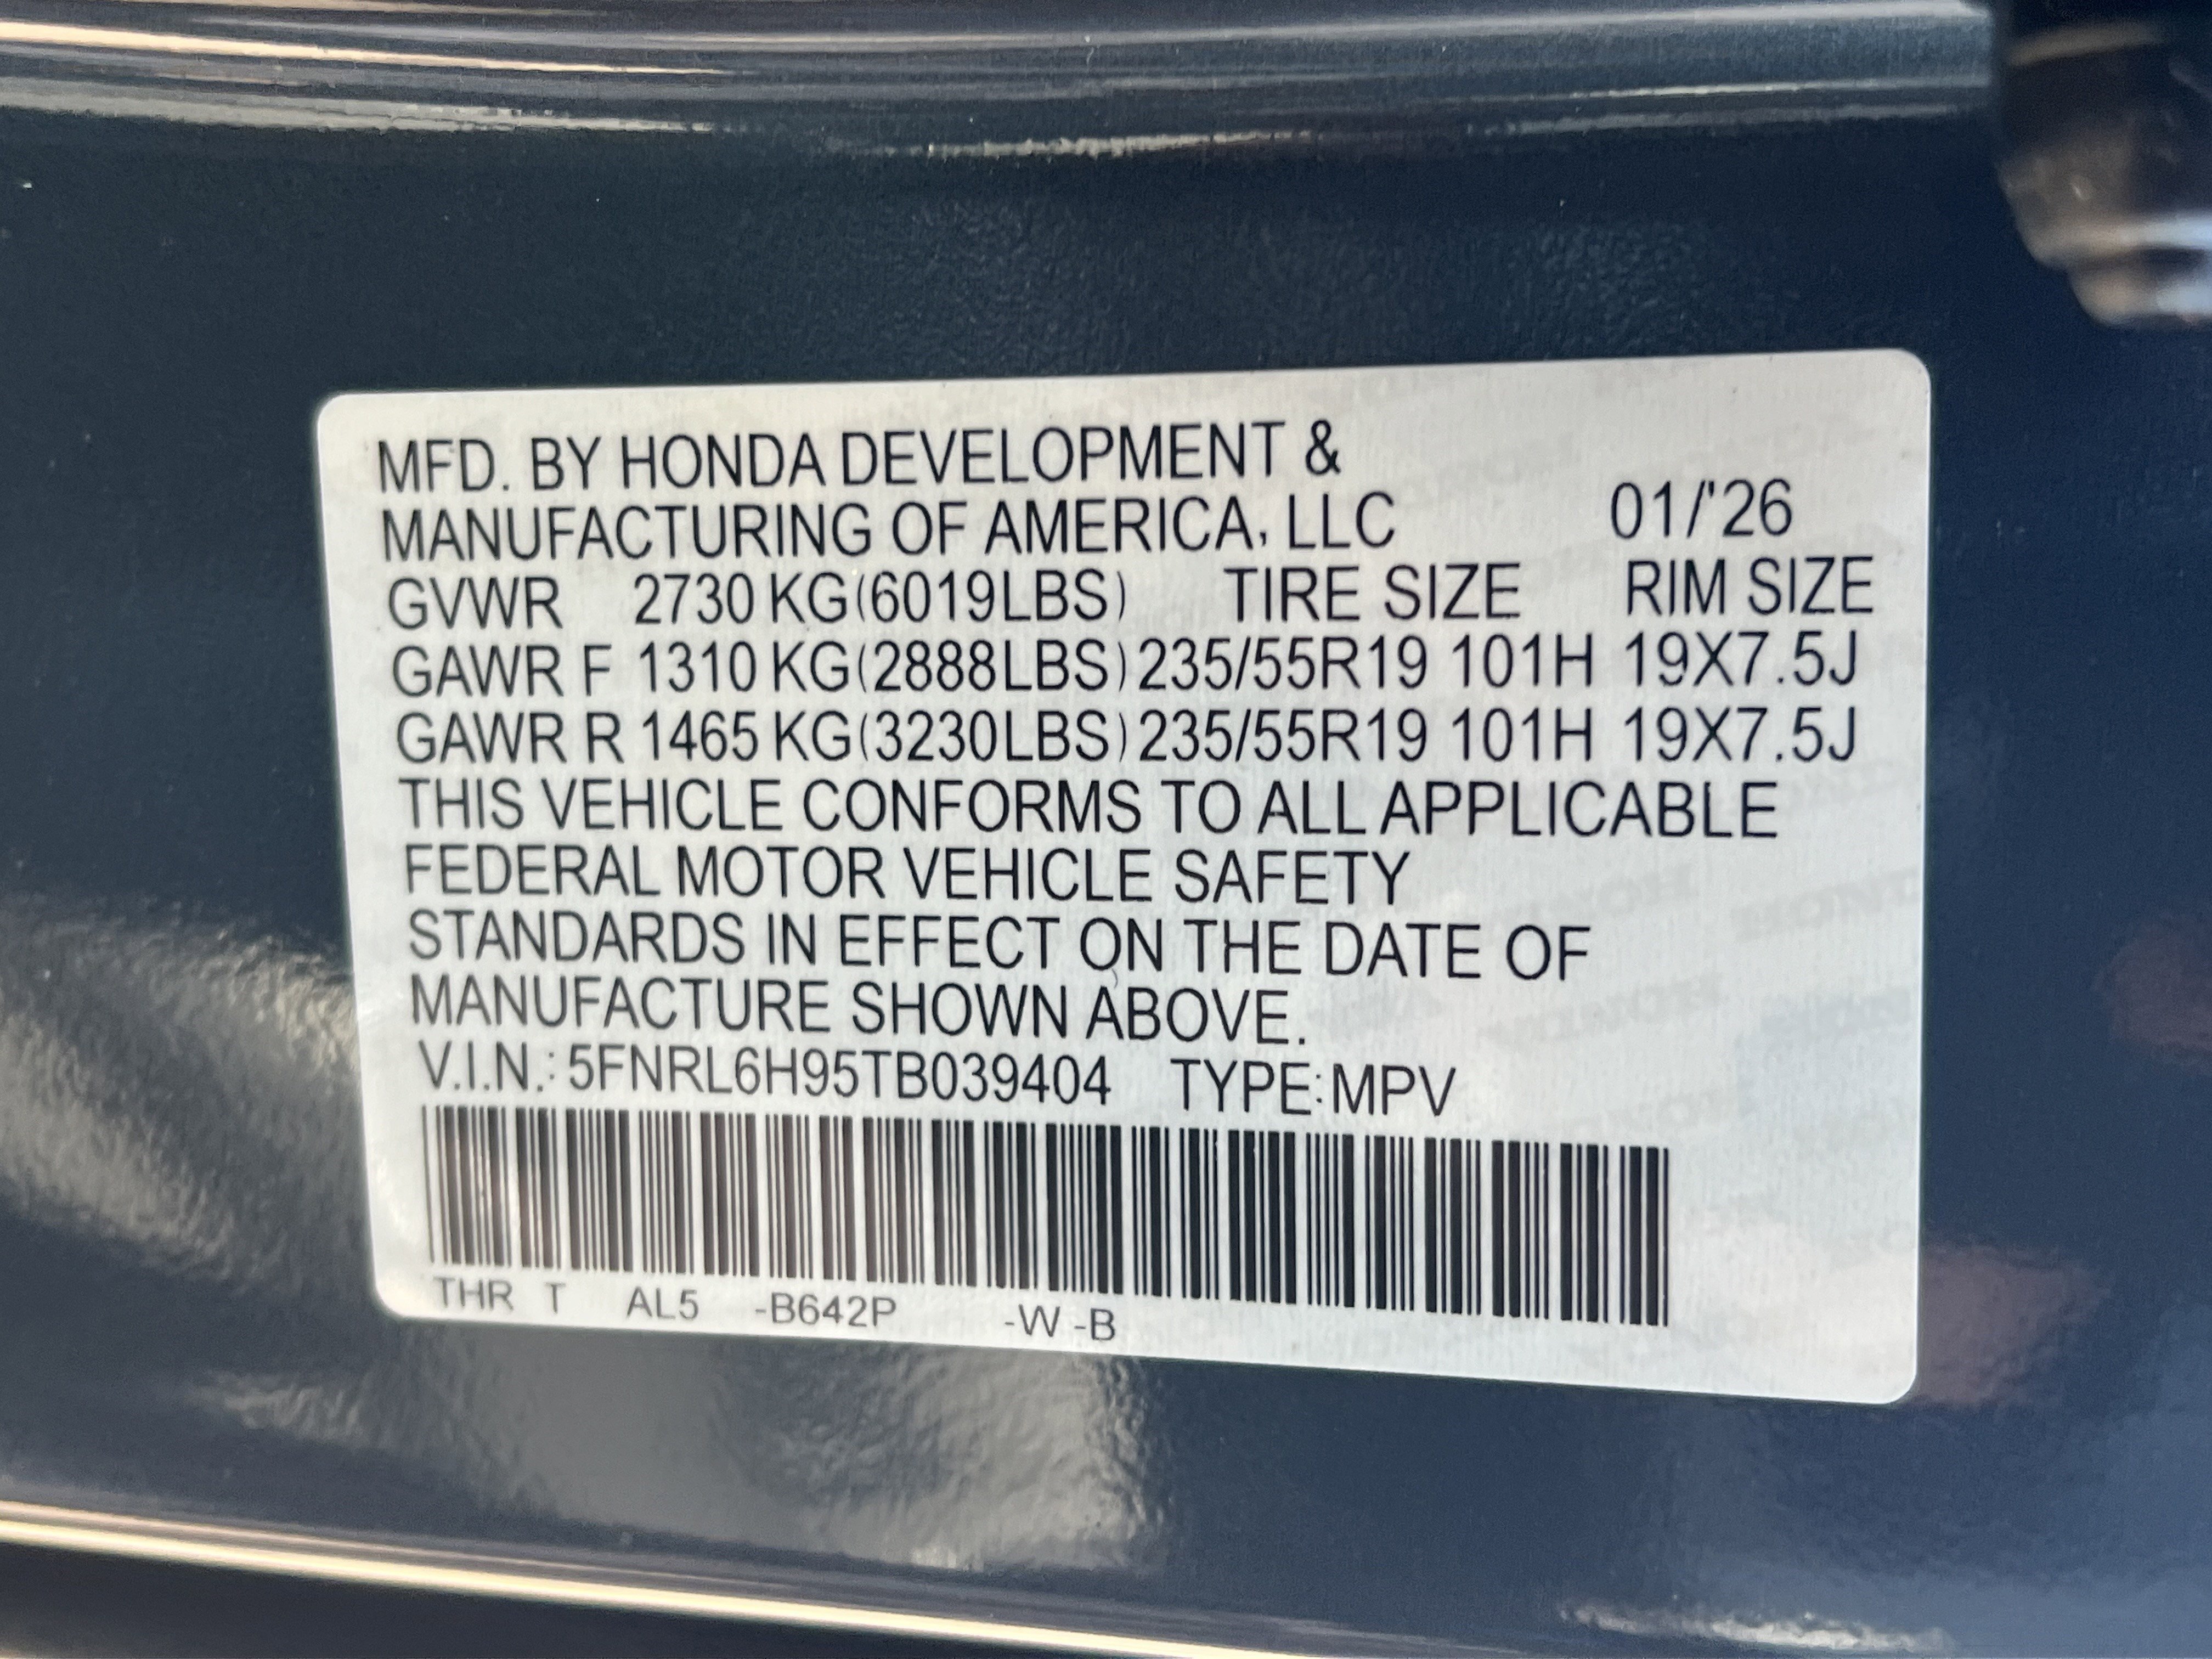 MFD. BY HONDA DEVELOPMENT &
MANUFACTURING OF AMERICA, LLC 01/'26
GVWR 2730 KG(6019LBS) TIRE SIZE RIM SIZE
GAWR F 1310 KG(2888LBS) 235/55R19 101H 19X7.5J
GAWR R 1465 KG(3230LBS) 235/55R19 101H 19X7.5J
THIS VEHICLE CONFORMS TO ALL APPLICABLE
FEDERAL MOTOR VEHICLE SAFETY
STANDARDS IN EFFECT ON THE DATE OF
MANUFACTURE SHOWN ABOVE.
V.I.N.: 5FNRL6H95TB039404 TYPE:MPV
THR T AL5 -B642P -W -B